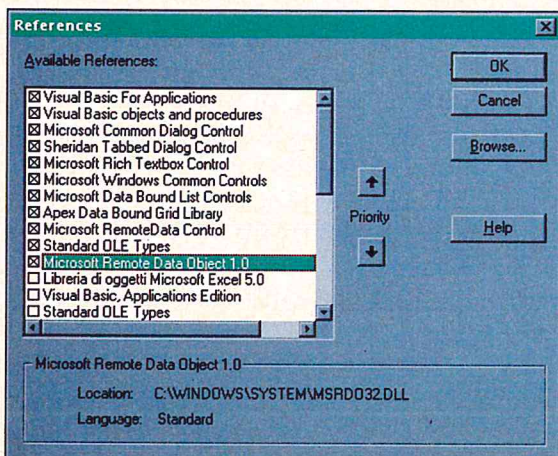 References
Available References:
Visual Basic For Applications
Visual Basic objects and procedures
Microsoft Common Dialog Control
Sheridan Tabbed Dialog Control
Microsoft Rich Textbox Control
Microsoft Windows Common Controls
Microsoft Data Bound List Controls
Apex Data Bound Grid Library
Microsoft RemoteData Control
Standard OLE Types
Microsoft Remote Data Object 1.0
Libreria di oggetti Microsoft Excel 5.0
Visual Basic, Applications Edition
Standard OLE Types
Priority
OK
Cancel
Browse...
Help
Microsoft Remote Data Object 1.0
Location: C:\WINDOWS\SYSTEM\MSRDO32.DLL
Language: Standard